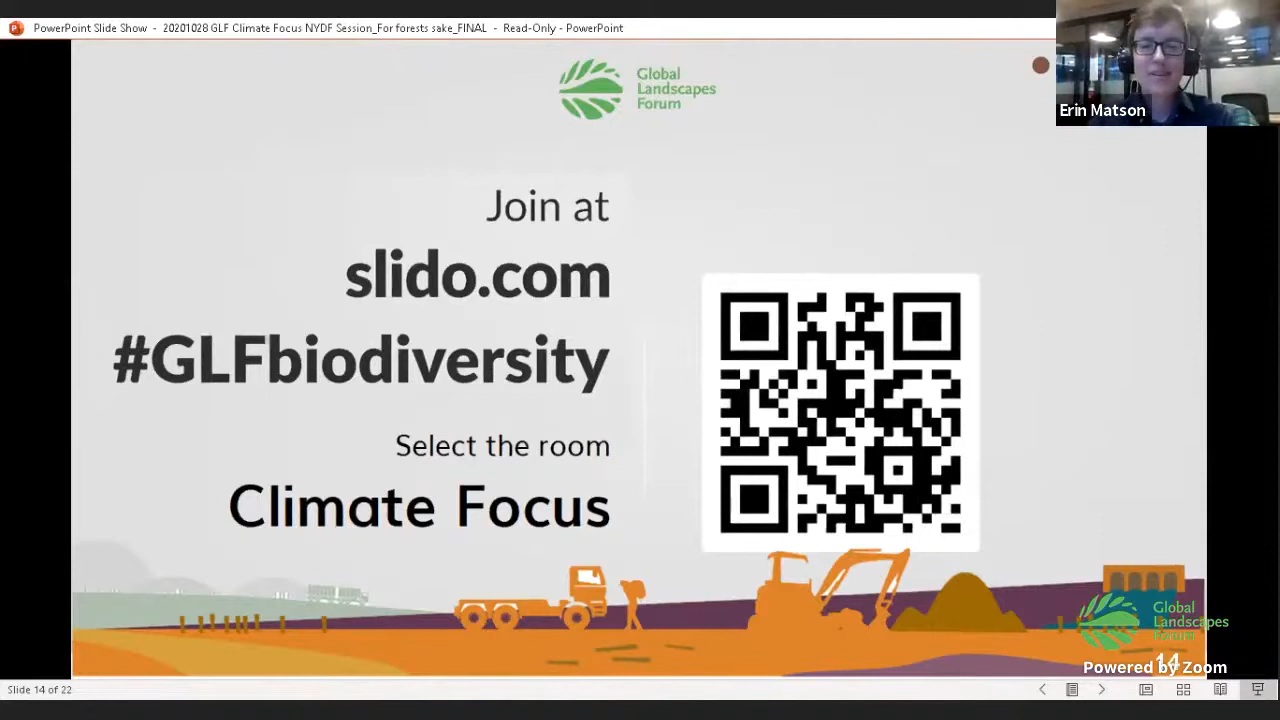 PowerPoint Slide Show - 20201028 GLF Climate Focus NYDF Session_For forests sake_FINAL - Read-Only - PowerPoint
Erin Matson
Global
Landscapes
Forum
Join at
slido.com
#GLFbiodiversity
Select the room
Climate Focus
Global
Landscapes
Forum
14
Powered by Zoom
Slide 14 of 22